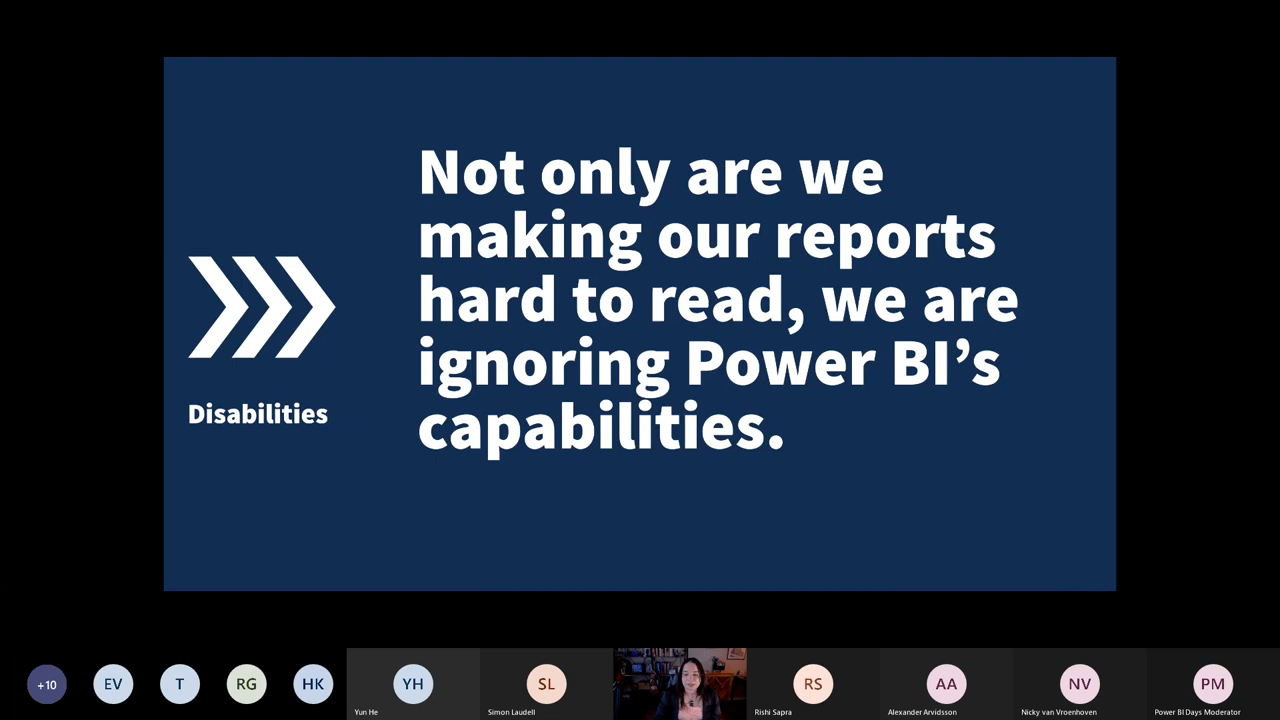 Not only are we
making our reports
hard to read, we are
ignoring Power BI’s
capabilities.
Disabilities
+10
EV
T
RG
HK
YH
SL
RS
AA
NV
PM
Yun He
Simon Laudell
Rishi Sapra
Alexander Arvidsson
Nicky van Vroenhoven
Power BI Days Moderator